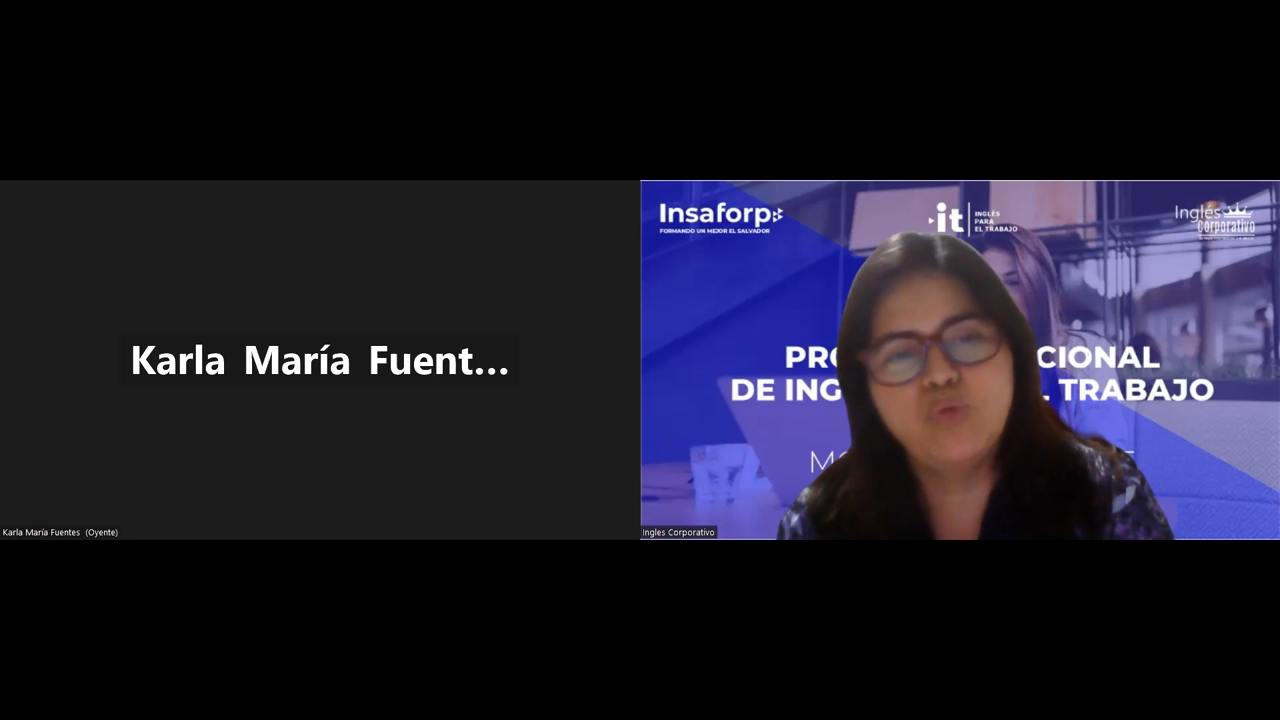 Karla María Fuent...
Karla María Fuentes (Oyente)
Insaforp
FORMANDO UN MEJOR EL SALVADOR
it
INGLÉS
PARA
EL TRABAJO
Inglés
Corporativo
CIONAL
DE ING
TRABAJO
Ingles Corporativo